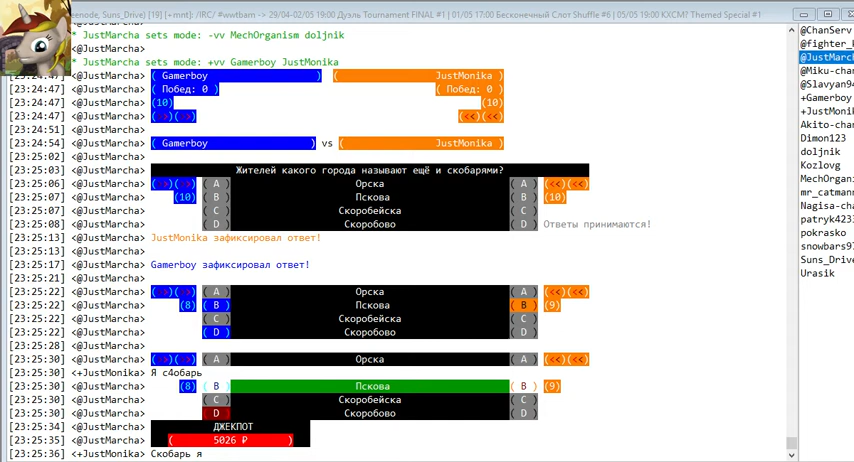 eenode, Suns_Drive) [19] [+mnt]: /IRC/ #wwtbam -> 29/04-02/05 19:00 Дуэль Tournament FINAL #1 | 01/05 17:00 Бесконечный Слот Shuffle #6 | 05/05 19:00 КХСМ? Themed Special #1
* JustMarcha sets mode: -vv MechOrganism doljnik
<@JustMarcha>
* JustMarcha sets mode: +vv Gamerboy JustMonika
[23:24:47] <@JustMarcha> ( Gamerboy ) ( JustMonika )
[23:24:47] <@JustMarcha> ( Побед: 0 ) ( Побед: 0 )
[23:24:47] <@JustMarcha> (10) (10)
[23:24:47] <@JustMarcha> (->)(->) (<<)(<<)
[23:24:51] <@JustMarcha>
[23:24:54] <@JustMarcha> ( Gamerboy ) vs ( JustMonika )
[23:25:02] <@JustMarcha>
[23:25:03] <@JustMarcha> Жителей какого города называют ещё и скобарями?
[23:25:06] <@JustMarcha> (->)(->) ( A ) Орска ( A ) (<<)(<<)
[23:25:07] <@JustMarcha> (10) ( B ) Пскова ( B ) (10)
[23:25:07] <@JustMarcha> ( C ) Скоробейска ( C )
[23:25:08] <@JustMarcha> ( D ) Скоробово ( D ) Ответы принимаются!
[23:25:13] <@JustMarcha> JustMonika зафиксировал ответ!
[23:25:13] <@JustMarcha>
[23:25:17] <@JustMarcha> Gamerboy зафиксировал ответ!
[23:25:21] <@JustMarcha>
[23:25:22] <@JustMarcha> (->)(->) ( A ) Орска ( A ) (<<)(<<)
[23:25:22] <@JustMarcha> (8) ( B ) Пскова ( B ) (9)
[23:25:22] <@JustMarcha> ( C ) Скоробейска ( C )
[23:25:22] <@JustMarcha> ( D ) Скоробово ( D )
[23:25:28] <@JustMarcha>
[23:25:30] <@JustMarcha> (->)(->) ( A ) Орска ( A ) (<<)(<<)
[23:25:30] <+JustMonika> Я с4обарь
[23:25:30] <@JustMarcha> (8) ( B ) Пскова ( B ) (9)
[23:25:30] <@JustMarcha> ( C ) Скоробейска ( C )
[23:25:30] <@JustMarcha> ( D ) Скоробово ( D )
[23:25:34] <@JustMarcha> ДЖЕКПОТ
[23:25:35] <@JustMarcha> ( 5026 ₽ )
[23:25:36] <+JustMonika> Скобарь я
@ChanServ
@fighter_
@JustMarch
@Miku-chan
@Slavyan94
+Gamerboy
+JustMonik
Akito-chan
Dimon123
doljnik
Kozlovg
MechOrgani
mr_catmann
Nagisa-cha
patryk423
pokrasko
snowbars9
Suns_Drive
Urasik